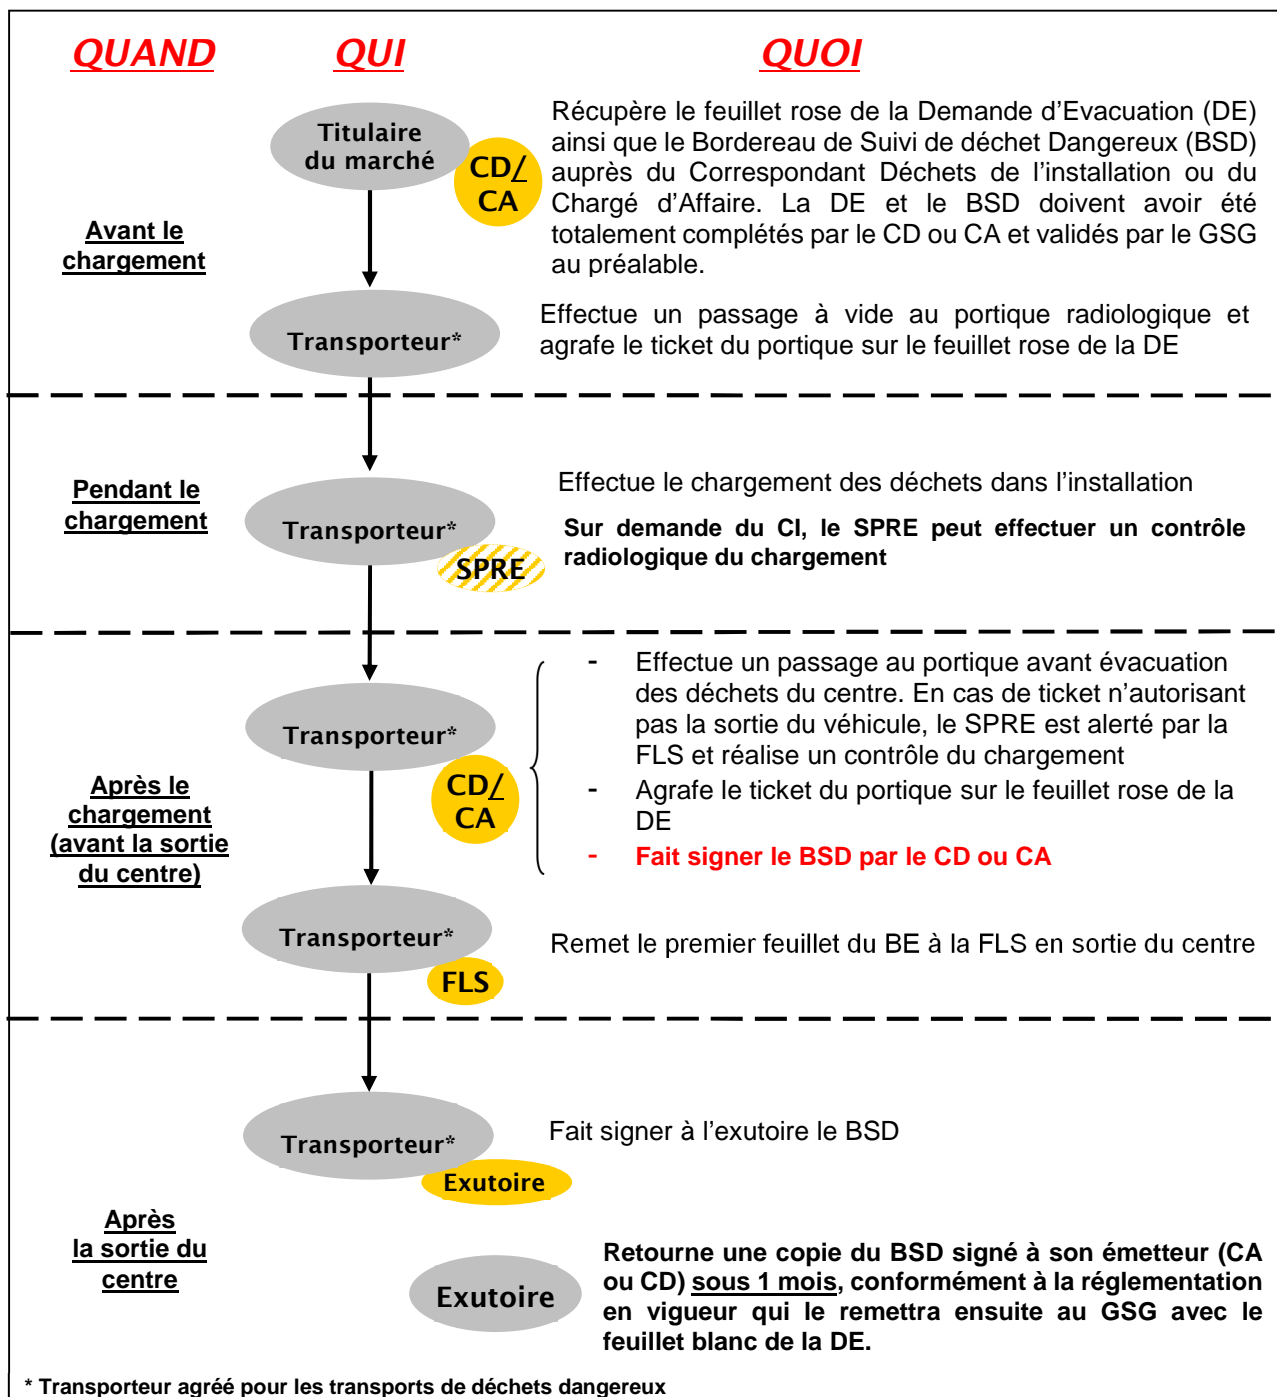 QUAND QUI QUOI
Titulaire
du marché
CD/
CA
Récupère le feuillet rose de la Demande d’Evacuation (DE)
ainsi que le Bordereau de Suivi de déchet Dangereux (BSD)
auprès du Correspondant Déchets de l’installation ou du
Chargé d’Affaire. La DE et le BSD doivent avoir été
totalement complétés par le CD ou CA et validés par le GSG
au préalable.
Avant le
chargement
Transporteur*
Effectue un passage à vide au portique radiologique et
agrafe le ticket du portique sur le feuillet rose de la DE
Pendant le
chargement
Transporteur*
SPRE
Effectue le chargement des déchets dans l’installation
Sur demande du CI, le SPRE peut effectuer un contrôle
radiologique du chargement
Après le
chargement
(avant la sortie
du centre)
Transporteur*
CD/
CA
- Effectue un passage au portique avant évacuation
des déchets du centre. En cas de ticket n’autorisant
pas la sortie du véhicule, le SPRE est alerté par la
FLS et réalise un contrôle du chargement
- Agrafe le ticket du portique sur le feuillet rose de la
DE
- Fait signer le BSD par le CD ou CA
Transporteur*
FLS
Remet le premier feuillet du BE à la FLS en sortie du centre
Transporteur*
Exutoire
Fait signer à l’exutoire le BSD
Après
la sortie du
centre
Exutoire
Retourne une copie du BSD signé à son émetteur (CA
ou CD) sous 1 mois, conformément à la réglementation
en vigueur qui le remettra ensuite au GSG avec le
feuillet blanc de la DE.
* Transporteur agréé pour les transports de déchets dangereux